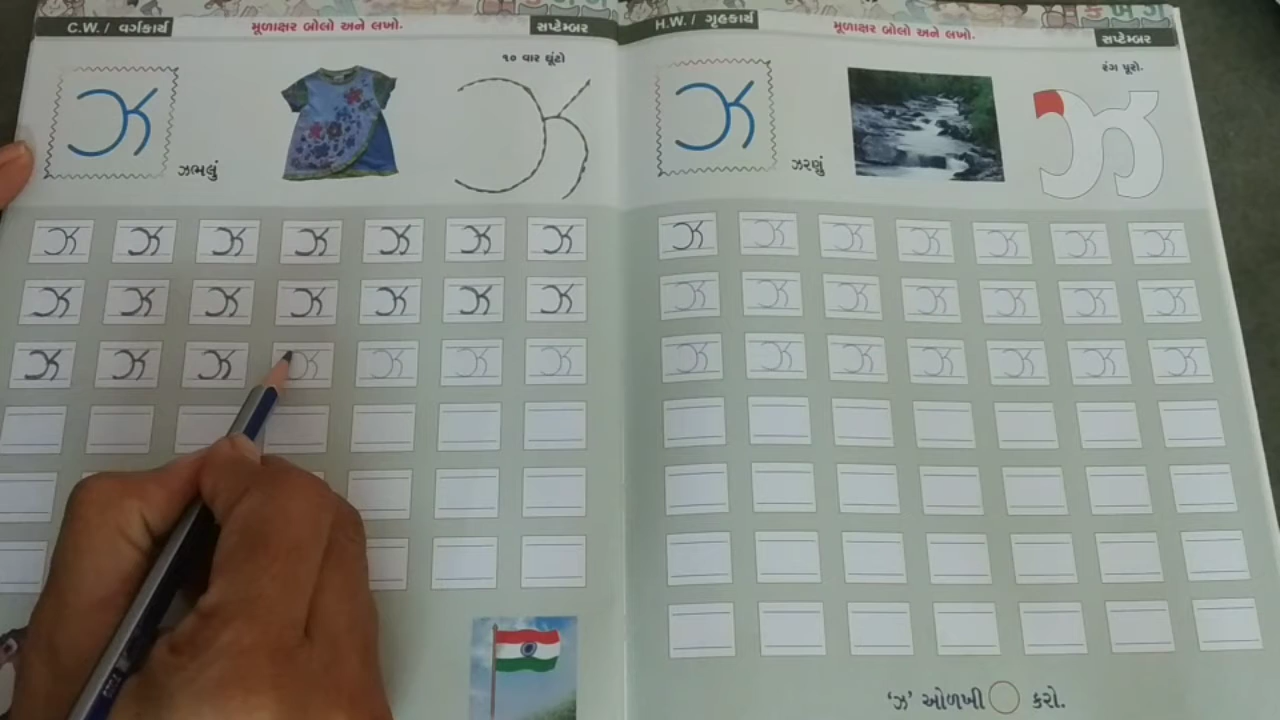 C.W. / વર્ગકાર્ય મૂળાક્ષર બોલો અને લખો. સપ્ટેમ્બર
૧૦ વાર ઘૂંટો
ઝ
ઝભલું
ઝ
ઝ ઝ ઝ ઝ ઝ ઝ ઝ
ઝ ઝ ઝ ઝ ઝ ઝ ઝ
ઝ ઝ ઝ ઝ ઝ ઝ ઝ
H.W. / ગૃહકાર્ય મૂળાક્ષર બોલો અને લખો. સપ્ટેમ્બર
રંગ પૂરો.
ઝ
ઝરણું
ઝ
ઝ ઝ ઝ ઝ ઝ ઝ ઝ
ઝ ઝ ઝ ઝ ઝ ઝ ઝ
ઝ ઝ ઝ ઝ ઝ ઝ ઝ
‘ઝ’ ઓળખી ◯ કરો.